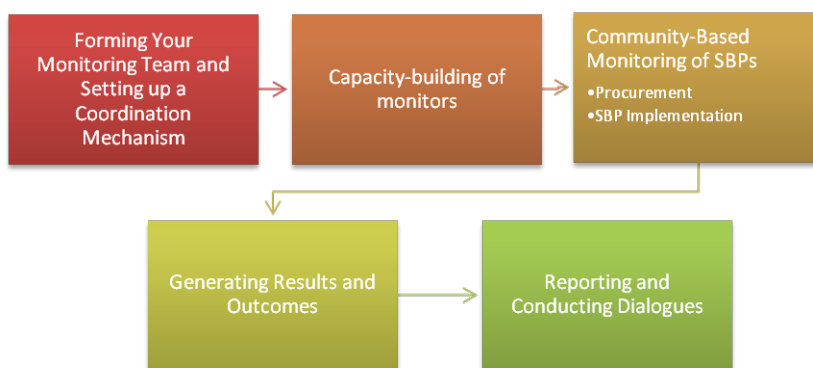 Forming Your
Monitoring Team and
Setting up a
Coordination
Mechanism
Capacity-building of
monitors
Community-Based
Monitoring of SBPs
•Procurement
•SBP Implementation
Generating Results and
Outcomes
Reporting and
Conducting Dialogues